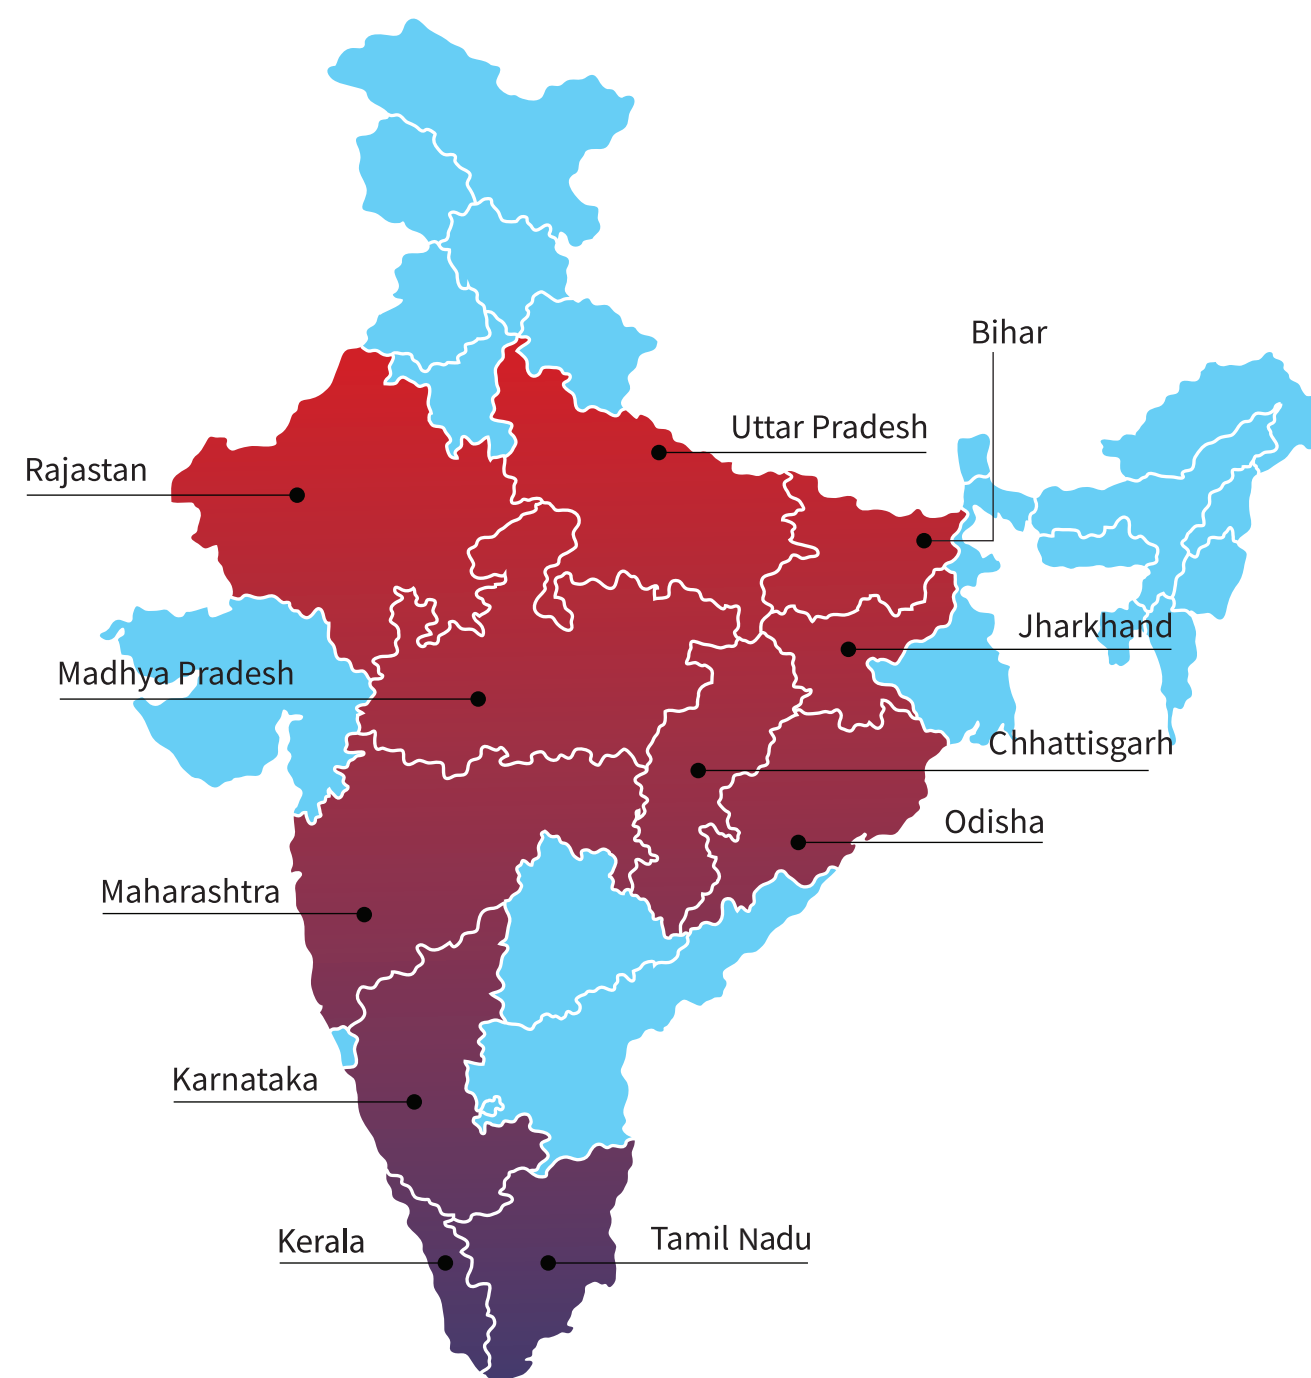 Bihar
Uttar Pradesh
Rajastan
Jharkhand
Madhya Pradesh
Chhattisgarh
Odisha
Maharashtra
Karnataka
Kerala
Tamil Nadu